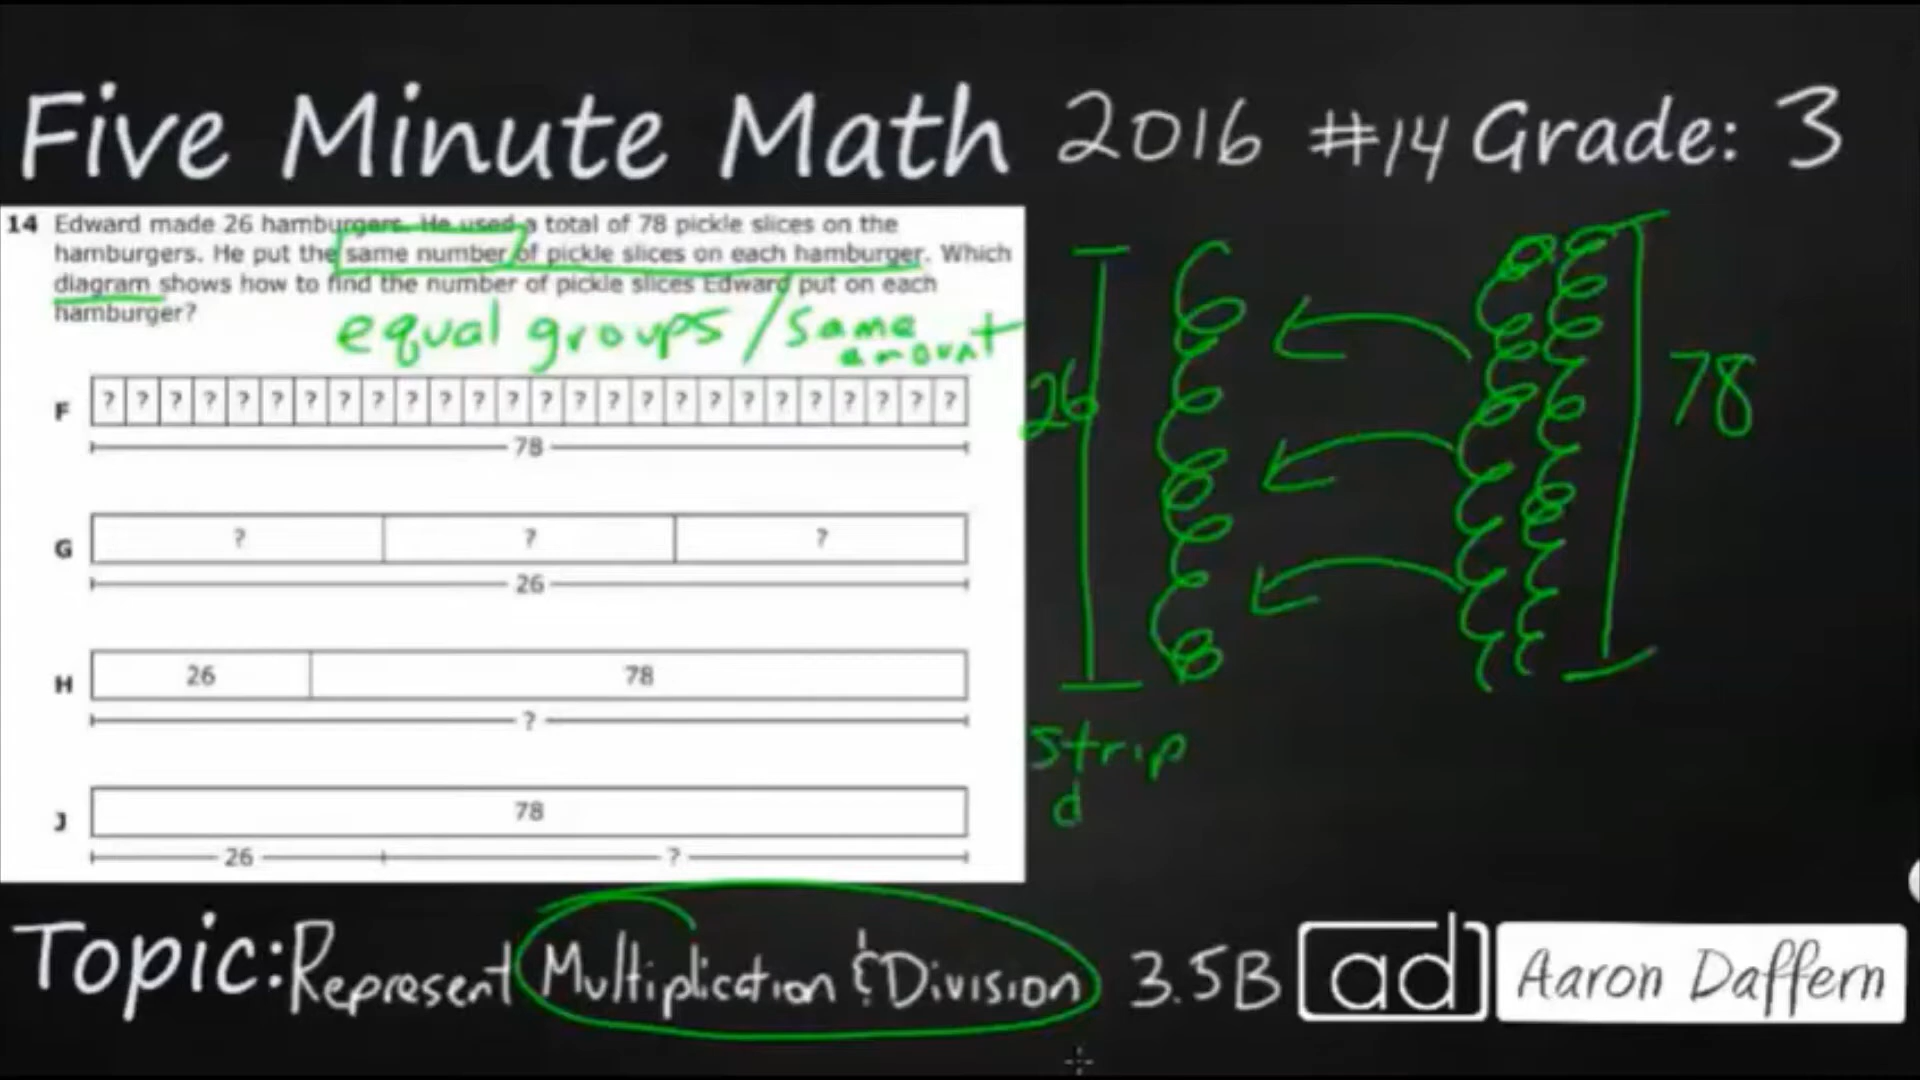 Five Minute Math 2016 #14 Grade: 3
14 Edward made 26 hamburgers. He used a total of 78 pickle slices on the
hamburgers. He put the same number of pickle slices on each hamburger. Which
diagram shows how to find the number of pickle slices Edward put on each
hamburger?
equal groups / same
amount
F ? ? ? ? ? ? ? ? ? ? ? ? ? ? ? ? ? ? ? ? ? ? ? ? ? ?
78
G ? ? ?
26
H 26 78
?
J 78
26 ?
26
78
strip
d
Topic: Represent Multiplication & Division 3.5B ad Aaron Daffern